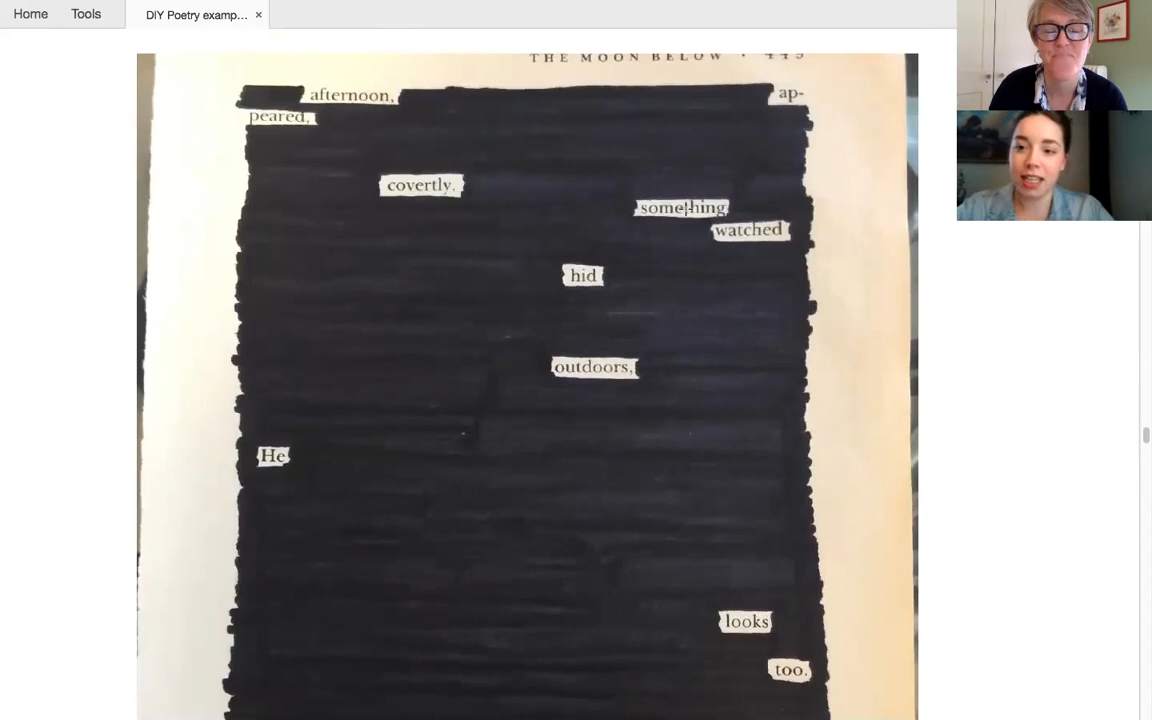 Home Tools DIY Poetry examp... ×
THE MOON BELOW · 445
afternoon, ap-
peared,
covertly.
something
watched
hid
outdoors,
He
looks
too.